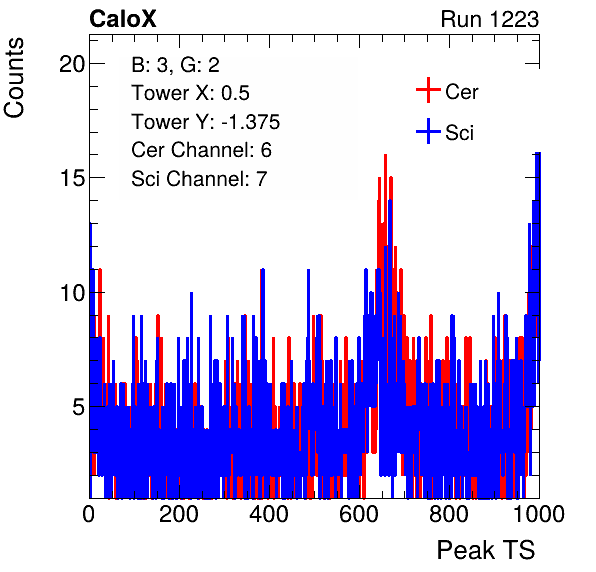 CaloX Run 1223
Counts
20
15
10
5
B: 3, G: 2
Tower X: 0.5
Tower Y: -1.375
Cer Channel: 6
Sci Channel: 7
Cer
Sci
0 200 400 600 800 1000
Peak TS